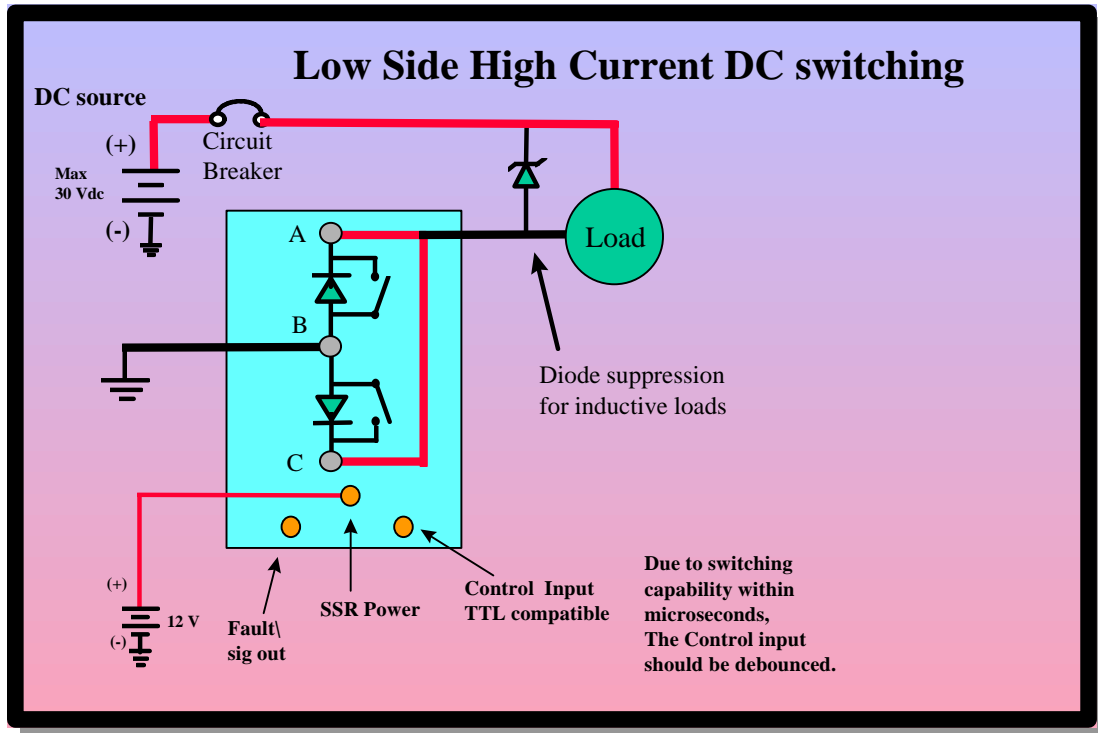 Low Side High Current DC switching
DC source
(+)
Circuit
Breaker
Max
30 Vdc
(-)
A
Load
B
Diode suppression
for inductive loads
C
(+)
12 V
(-)
Fault\
sig out
SSR Power
Control Input
TTL compatible
Due to switching
capability within
microseconds,
The Control input
should be debounced.